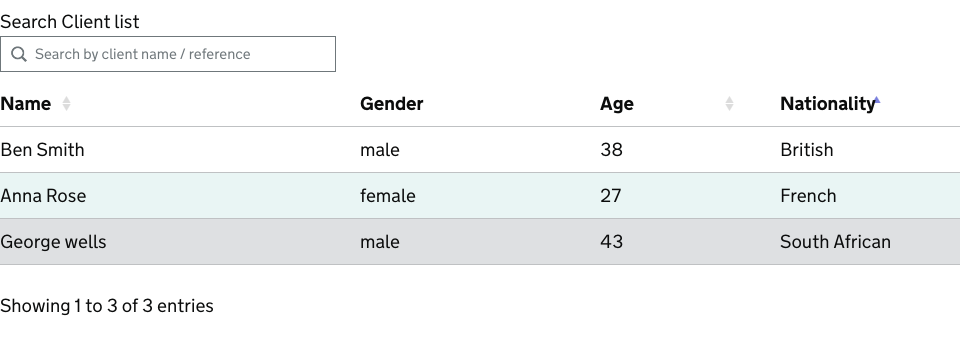 Search Client list
Search by client name / reference
Name Gender Age Nationality
Ben Smith male 38 British
Anna Rose female 27 French
George wells male 43 South African
Showing 1 to 3 of 3 entries